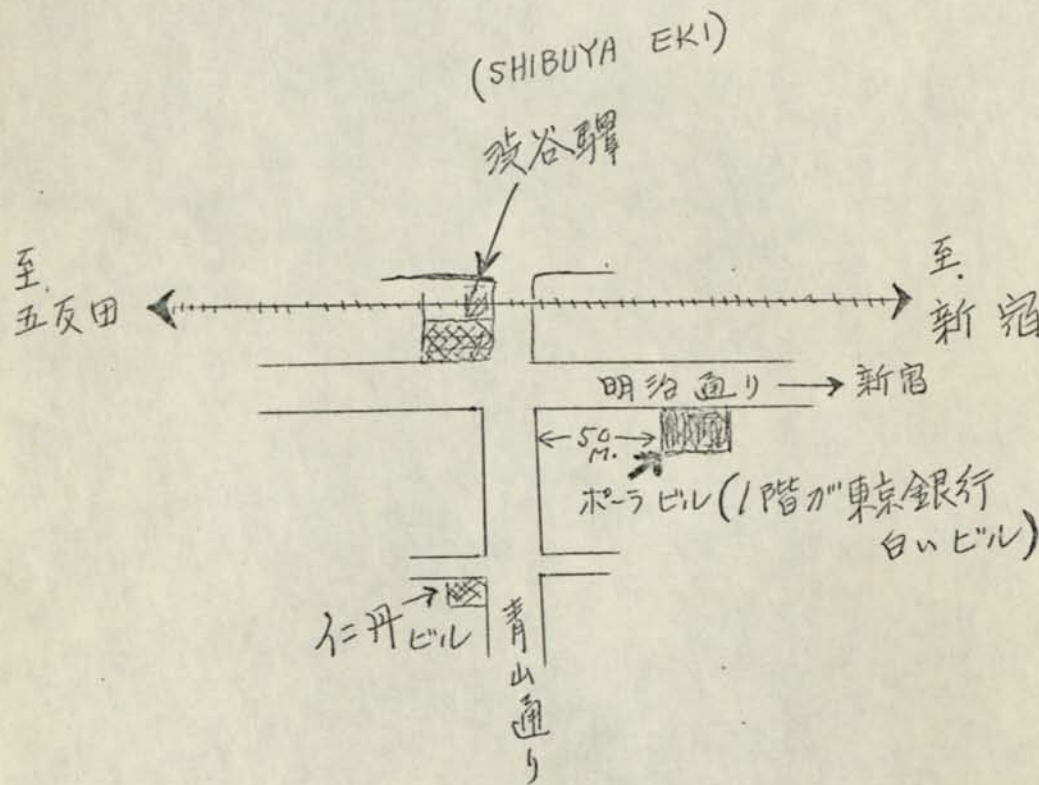 (SHIBUYA EKI)
渋谷驛
至.
五反田
至.
新宿
明治通り → 新宿
←50→
M.
ポーラビル(1階が東京銀行
白いビル)
仁丹→
ビル
青山通り